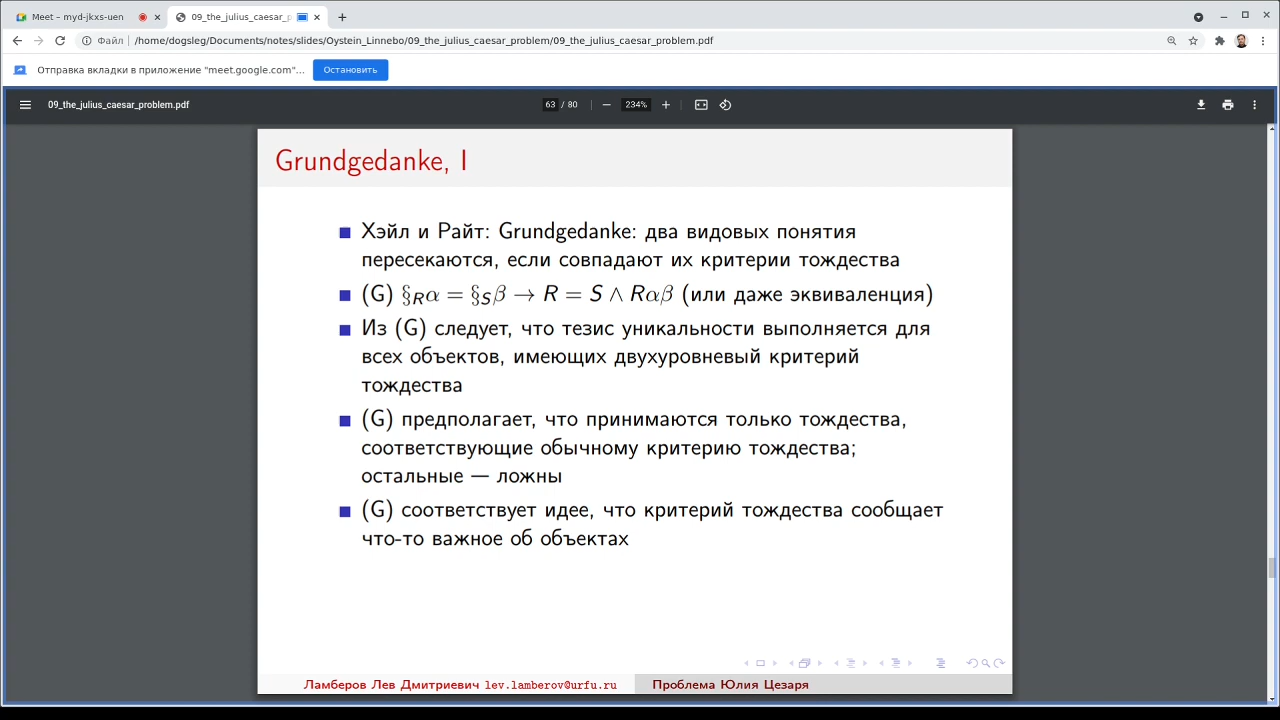 Meet – myd-jkxs-uen
09_the_julius_caesar_p
Файл | /home/dogsleg/Documents/notes/slides/Oystein_Linnebo/09_the_julius_caesar_problem/09_the_julius_caesar_problem.pdf
Отправка вкладки в приложение "meet.google.com"…
Остановить
09_the_julius_caesar_problem.pdf
63 / 80
234%
Grundgedanke, I
Хэйл и Райт: Grundgedanke: два видовых понятия
пересекаются, если совпадают их критерии тождества
(G) §_Rα = §_Sβ → R = S ∧ Rαβ (или даже эквиваленция)
Из (G) следует, что тезис уникальности выполняется для
всех объектов, имеющих двухуровневый критерий
тождества
(G) предполагает, что принимаются только тождества,
соответствующие обычному критерию тождества;
остальные — ложны
(G) соответствует идее, что критерий тождества сообщает
что-то важное об объектах
Ламберов Лев Дмитриевич lev.lamberov@urfu.ru
Проблема Юлия Цезаря